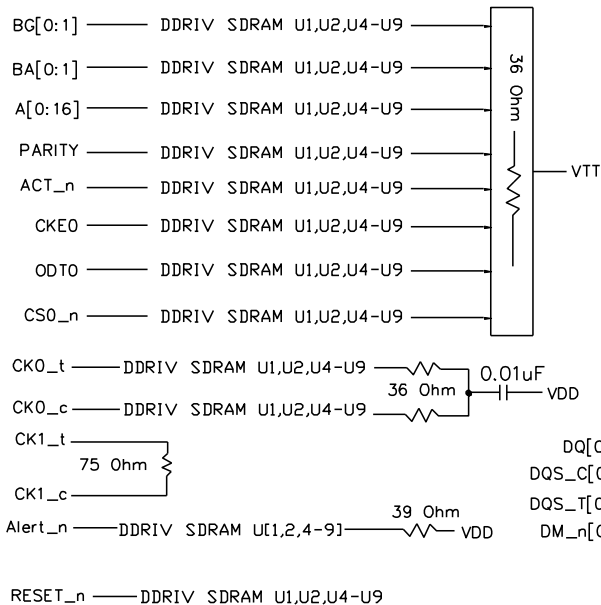 BG[0:1] DDRIV SDRAM U1,U2,U4-U9
BA[0:1] DDRIV SDRAM U1,U2,U4-U9
A[0:16] DDRIV SDRAM U1,U2,U4-U9
PARITY DDRIV SDRAM U1,U2,U4-U9
ACT_n DDRIV SDRAM U1,U2,U4-U9
CKE0 DDRIV SDRAM U1,U2,U4-U9
ODT0 DDRIV SDRAM U1,U2,U4-U9
CS0_n DDRIV SDRAM U1,U2,U4-U9
36 Ohm
VTT
CK0_t DDRIV SDRAM U1,U2,U4-U9
36 Ohm 0.01uF VDD
CK0_c DDRIV SDRAM U1,U2,U4-U9
CK1_t
75 Ohm
CK1_c
DQ[0
DQS_C[0
DQS_T[0
DM_n[0
Alert_n DDRIV SDRAM U[1,2,4-9] 39 Ohm VDD
RESET_n DDRIV SDRAM U1,U2,U4-U9